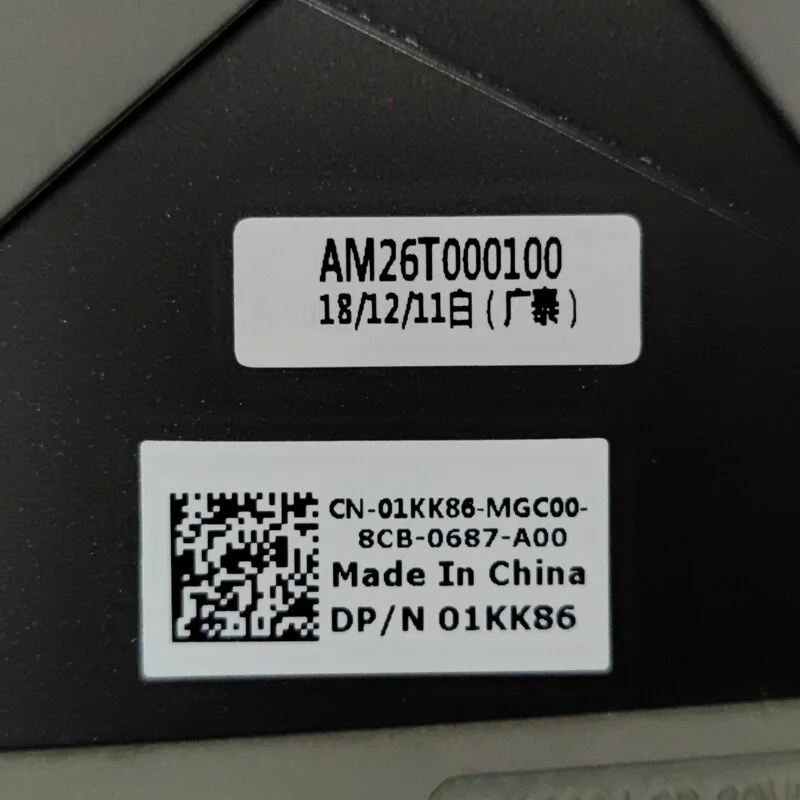 AM26T000100
18/12/11白(广泰)
CN-01KK86-MGC00-
8CB-0687-A00
Made In China
DP/N 01KK86